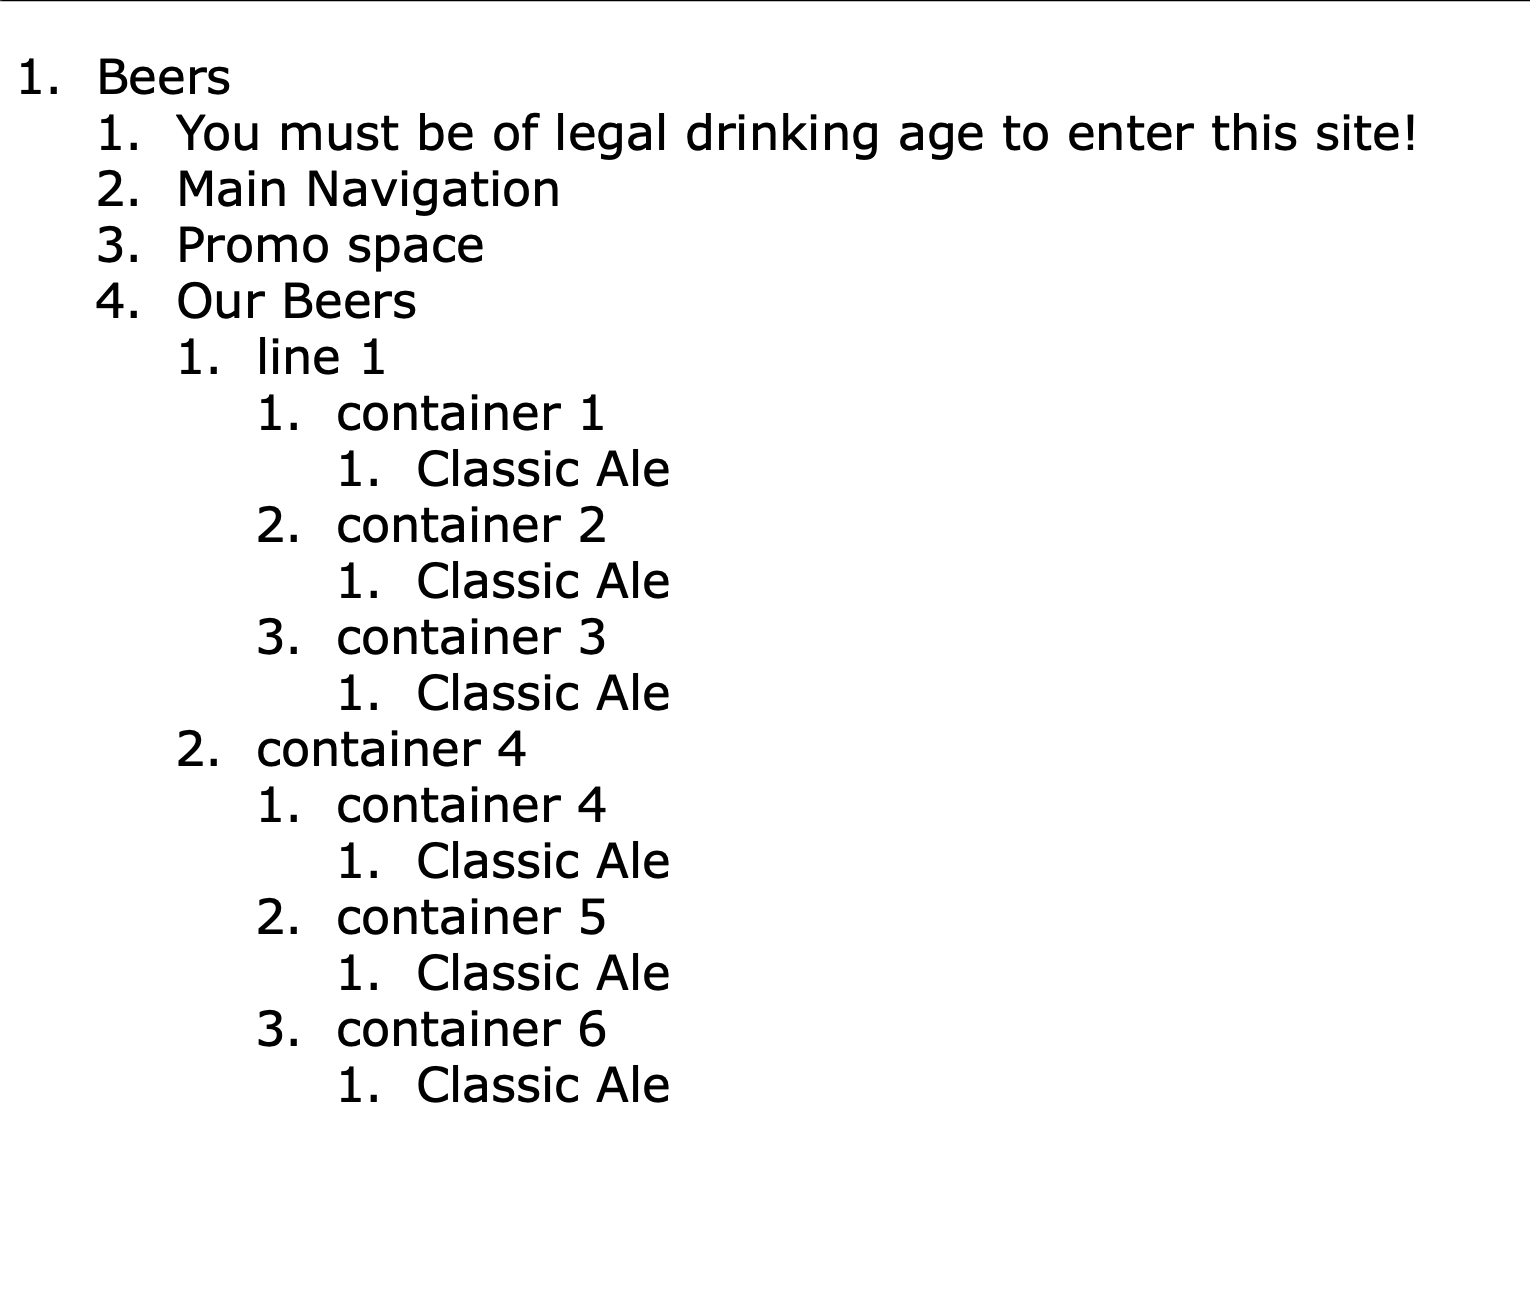 1. Beers
1. You must be of legal drinking age to enter this site!
2. Main Navigation
3. Promo space
4. Our Beers
1. line 1
1. container 1
1. Classic Ale
2. container 2
1. Classic Ale
3. container 3
1. Classic Ale
2. container 4
1. container 4
1. Classic Ale
2. container 5
1. Classic Ale
3. container 6
1. Classic Ale